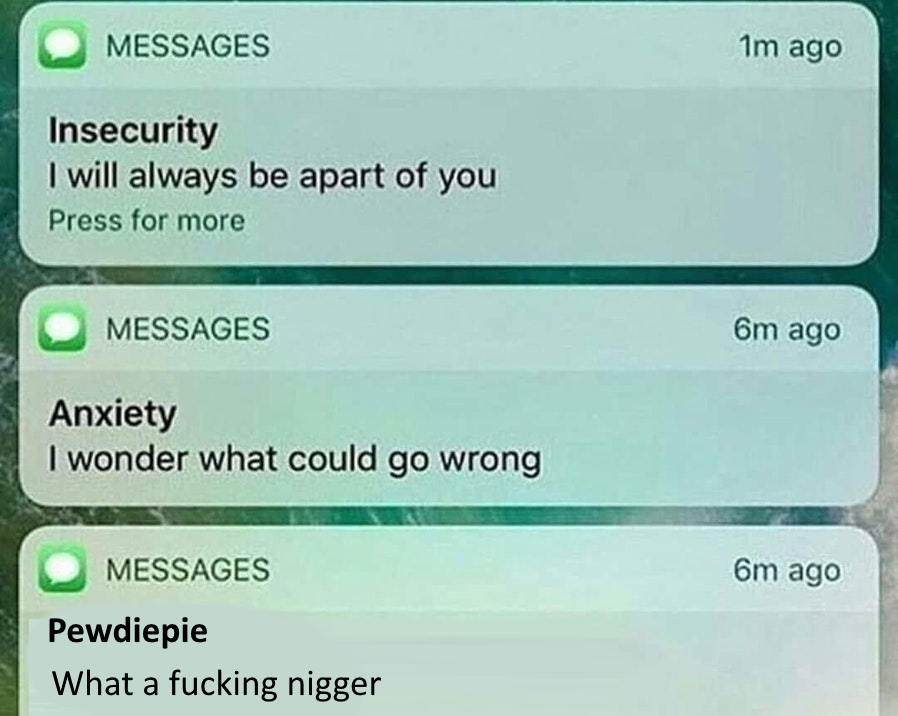 MESSAGES 1m ago
Insecurity
I will always be apart of you
Press for more
MESSAGES 6m ago
Anxiety
I wonder what could go wrong
MESSAGES 6m ago
Pewdiepie
What a fucking nigger